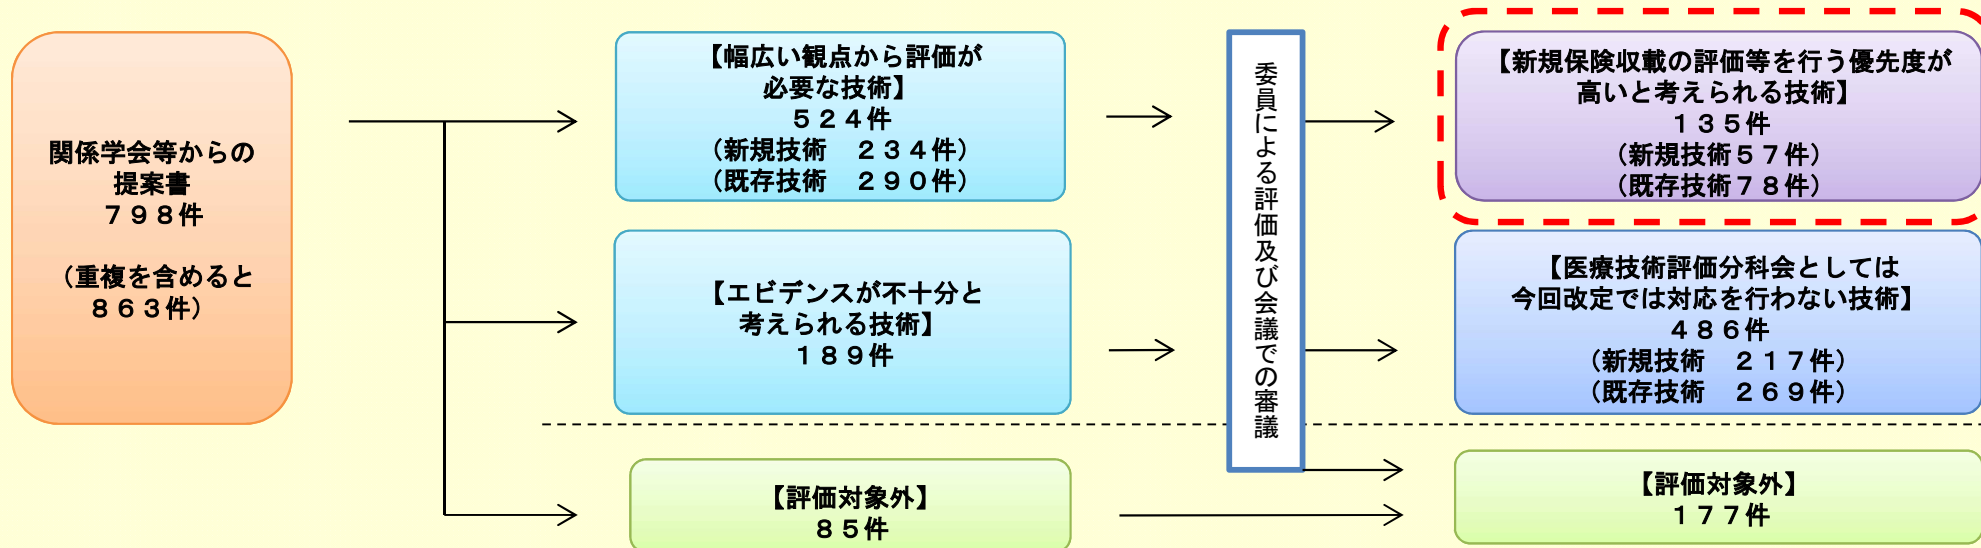 関係学会等からの
提案書
７９８件
（重複を含めると
８６３件）
【幅広い観点から評価が
必要な技術】
５２４件
（新規技術　２３４件）
（既存技術　２９０件）
【エビデンスが不十分と
考えられる技術】
１８９件
【評価対象外】
８５件
委員による評価及び会議での審議
【新規保険収載の評価等を行う優先度が
高いと考えられる技術】
１３５件
（新規技術５７件）
（既存技術７８件）
【医療技術評価分科会としては
今回改定では対応を行わない技術】
４８６件
（新規技術　２１７件）
（既存技術　２６９件）
【評価対象外】
１７７件